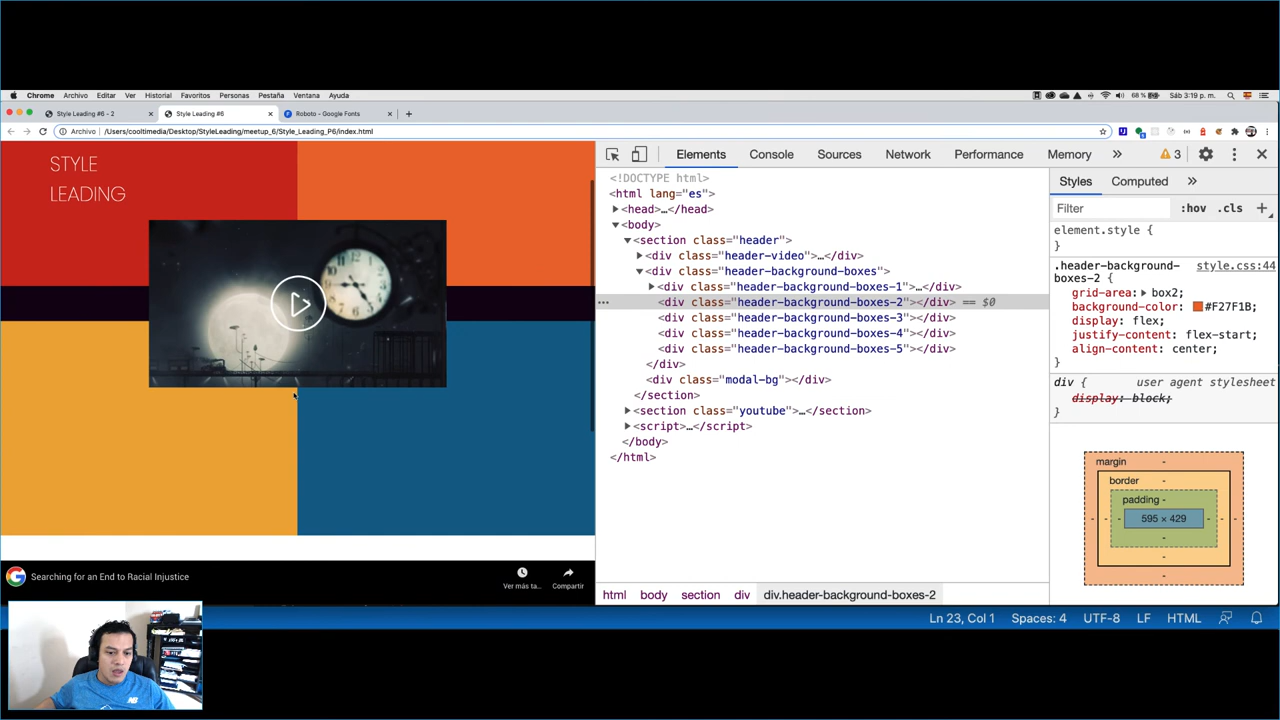 Chrome Archivo Editar Ver Historial Favoritos Personas Pestaña Ventana Ayuda
68 % Sáb 3:19 p. m.
Style Leading #6 - 2
Style Leading #6
Roboto - Google Fonts
Archivo /Users/cooltimedia/Desktop/StyleLeading/meetup_6/Style_Leading_P6/index.html
STYLE
LEADING
Searching for an End to Racial Injustice
Ver más ta...
Compartir
Elements Console Sources Network Performance Memory » 3
<!DOCTYPE html>
<html lang="es">
<head>…</head>
<body>
<section class="header">
<div class="header-video">…</div>
<div class="header-background-boxes">
<div class="header-background-boxes-1">…</div>
<div class="header-background-boxes-2"></div> == $0
<div class="header-background-boxes-3"></div>
<div class="header-background-boxes-4"></div>
<div class="header-background-boxes-5"></div>
</div>
<div class="modal-bg"></div>
</section>
<section class="youtube">…</section>
<script>…</script>
</body>
</html>
html body section div div.header-background-boxes-2
Styles Computed »
Filter :hov .cls +
element.style {
}
.header-background- style.css:44
boxes-2 {
grid-area: box2;
background-color: #F27F1B;
display: flex;
justify-content: flex-start;
align-content: center;
}
div { user agent stylesheet
display: block;
}
margin -
border -
padding -
- - - 595 × 429 - - -
-
-
-
Ln 23, Col 1 Spaces: 4 UTF-8 LF HTML
NB